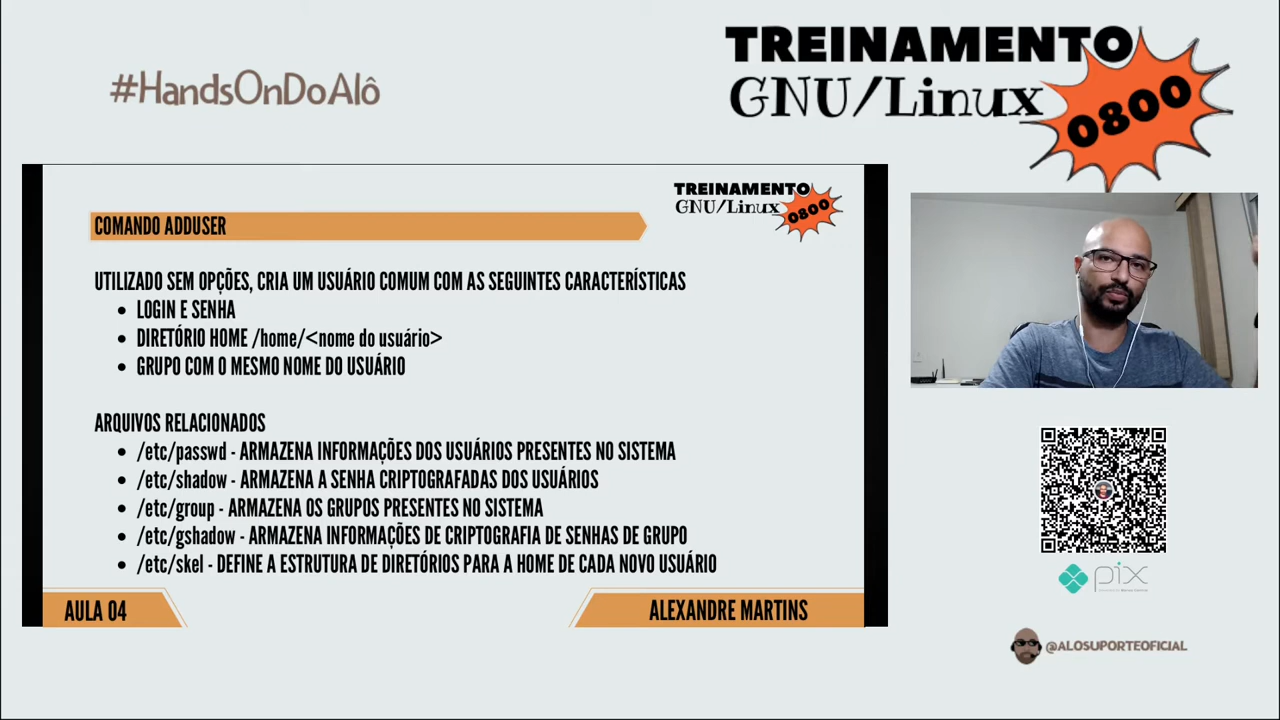 #HandsOnDoAlô
TREINAMENTO
GNU/Linux
0800
TREINAMENTO
GNU/Linux
0800
COMANDO ADDUSER
UTILIZADO SEM OPÇÕES, CRIA UM USUÁRIO COMUM COM AS SEGUINTES CARACTERÍSTICAS
• LOGIN E SENHA
• DIRETÓRIO HOME /home/<nome do usuário>
• GRUPO COM O MESMO NOME DO USUÁRIO
ARQUIVOS RELACIONADOS
• /etc/passwd - ARMAZENA INFORMAÇÕES DOS USUÁRIOS PRESENTES NO SISTEMA
• /etc/shadow - ARMAZENA A SENHA CRIPTOGRAFADAS DOS USUÁRIOS
• /etc/group - ARMAZENA OS GRUPOS PRESENTES NO SISTEMA
• /etc/gshadow - ARMAZENA INFORMAÇÕES DE CRIPTOGRAFIA DE SENHAS DE GRUPO
• /etc/skel - DEFINE A ESTRUTURA DE DIRETÓRIOS PARA A HOME DE CADA NOVO USUÁRIO
AULA 04
ALEXANDRE MARTINS
pix
@ALOSUPORTEOFICIAL